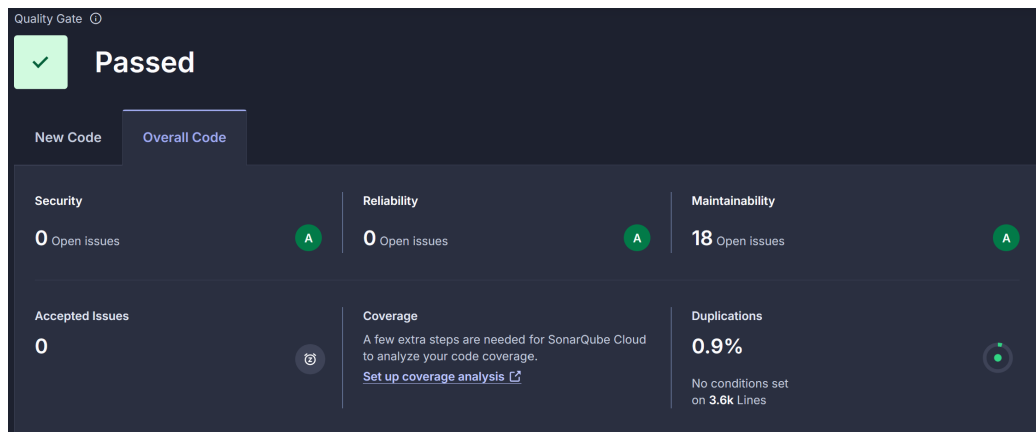 Quality Gate
Passed
New Code
Overall Code
Security
0 Open issues
A
Reliability
0 Open issues
A
Maintainability
18 Open issues
A
Accepted Issues
0
Coverage
A few extra steps are needed for SonarQube Cloud
to analyze your code coverage.
Set up coverage analysis
Duplications
0.9%
No conditions set
on 3.6k Lines